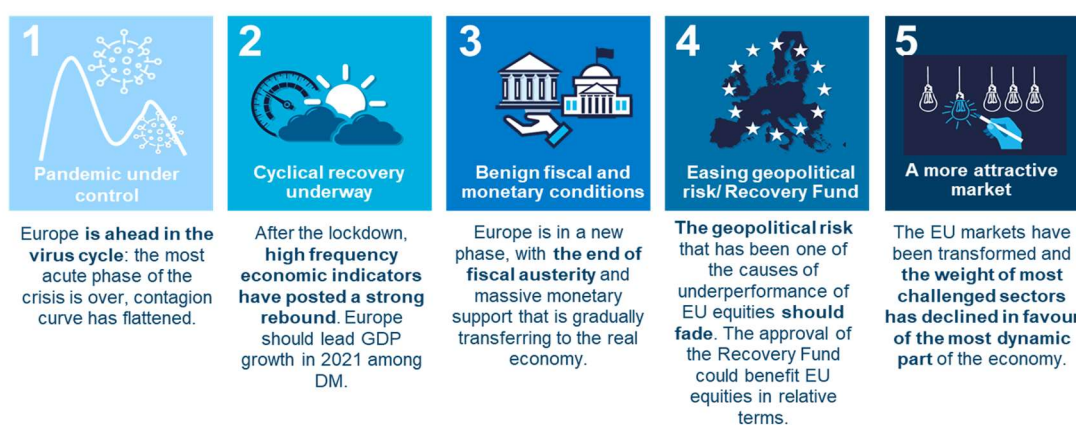 1
Pandemic under
control
Europe is ahead in the
virus cycle: the most
acute phase of the
crisis is over, contagion
curve has flattened.
2
Cyclical recovery
underway
After the lockdown,
high frequency
economic indicators
have posted a strong
rebound. Europe
should lead GDP
growth in 2021 among
DM.
3
Benign fiscal and
monetary conditions
Europe is in a new
phase, with the end of
fiscal austerity and
massive monetary
support that is gradually
transferring to the real
economy.
4
Easing geopolitical
risk/ Recovery Fund
The geopolitical risk
that has been one of
the causes of
underperformance of
EU equities should
fade. The approval of
the Recovery Fund
could benefit EU
equities in relative
terms.
5
A more attractive
market
The EU markets have
been transformed and
the weight of most
challenged sectors
has declined in favour
of the most dynamic
part of the economy.